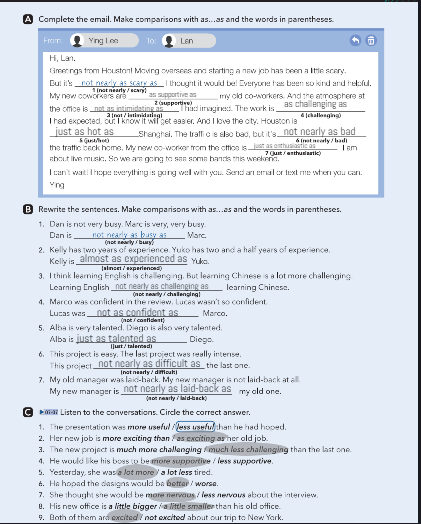 A Complete the email. Make comparisons with as...as and the words in parentheses.
From: Ying Lee To: Lan
Hi, Lan.
Greetings from Houston! Moving overseas and starting a new job has been a little scary.
But it's not nearly as scary as I thought it would be! Everyone has been so kind and helpful.
1 (not nearly / scary)
My new coworkers are as supportive as my old co-workers. And the atmosphere at
2 (supportive)
the office is not as intimidating as I had imagined. The work is as challenging as
3 (not / intimidating) 4 (challenging)
I had expected, but I know it will get easier. And I love the city. Houston is
just as hot as Shanghai. The traffic is also bad, but it's not nearly as bad
5 (just/hot) 6 (not nearly / bad)
the traffic back home. My new co-worker from the office is just as enthusiastic as I am
7 (just / enthusiastic)
about live music. So we are going to see some bands this weekend.
I can't wait! I hope everything is going well with you. Send an email or text me when you can.
Ying
B Rewrite the sentences. Make comparisons with as...as and the words in parentheses.
1. Dan is not very busy. Marc is very, very busy.
Dan is not nearly as busy as Marc.
(not nearly / busy)
2. Kelly has two years of experience. Yuko has two and a half years of experience.
Kelly is almost as experienced as Yuko.
(almost / experienced)
3. I think learning English is challenging. But learning Chinese is a lot more challenging.
Learning English not nearly as challenging as learning Chinese.
(not nearly / challenging)
4. Marco was confident in the review. Lucas wasn't so confident.
Lucas was not as confident as Marco.
(not / confident)
5. Alba is very talented. Diego is also very talented.
Alba is just as talented as Diego.
(just / talented)
6. This project is easy. The last project was really intense.
This project not nearly as difficult as the last one.
(not nearly / difficult)
7. My old manager was laid-back. My new manager is not laid-back at all.
My new manager is not nearly as laid-back as my old one.
(not nearly / laid-back)
C ▶07-07 Listen to the conversations. Circle the correct answer.
1. The presentation was more useful / less useful than he had hoped.
2. Her new job is more exciting than / as exciting as her old job.
3. The new project is much more challenging / much less challenging than the last one.
4. He would like his boss to be more supportive / less supportive.
5. Yesterday, she was a lot more / a lot less tired.
6. He hoped the designs would be better / worse.
7. She thought she would be more nervous / less nervous about the interview.
8. His new office is a little bigger / a little smaller than his old office.
9. Both of them are excited / not excited about our trip to New York.